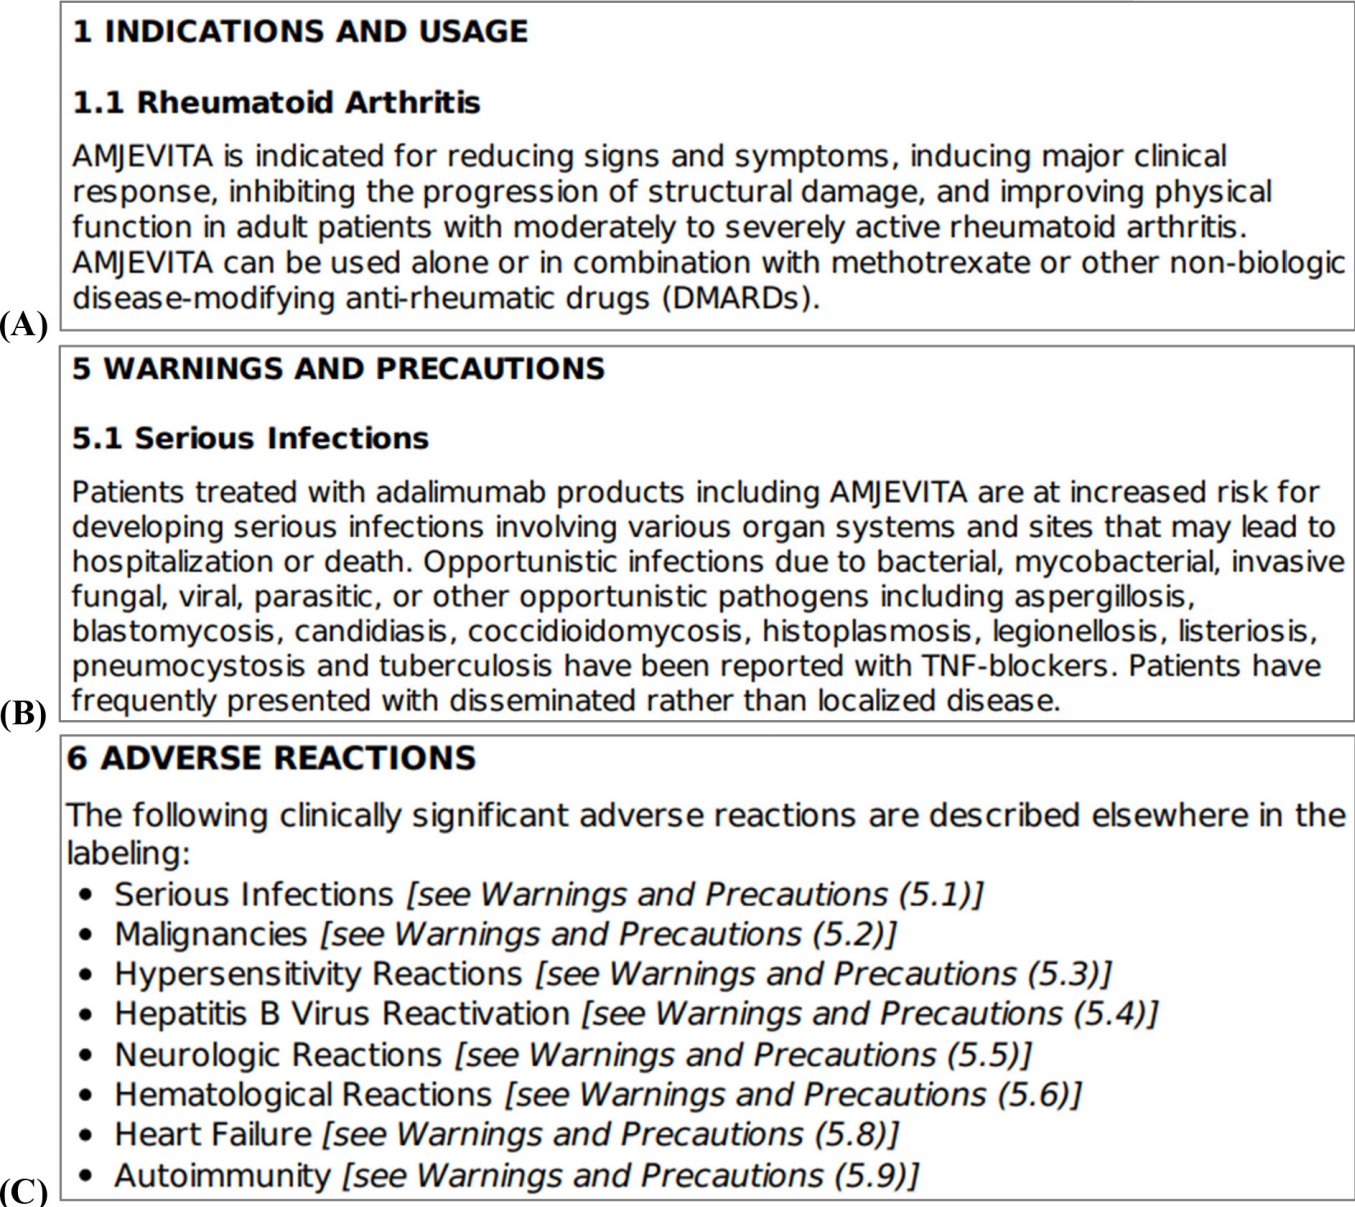 1 INDICATIONS AND USAGE
1.1 Rheumatoid Arthritis
AMJEVITA is indicated for reducing signs and symptoms, inducing major clinical
response, inhibiting the progression of structural damage, and improving physical
function in adult patients with moderately to severely active rheumatoid arthritis.
AMJEVITA can be used alone or in combination with methotrexate or other non-biologic
disease-modifying anti-rheumatic drugs (DMARDs).
(A)
5 WARNINGS AND PRECAUTIONS
5.1 Serious Infections
Patients treated with adalimumab products including AMJEVITA are at increased risk for
developing serious infections involving various organ systems and sites that may lead to
hospitalization or death. Opportunistic infections due to bacterial, mycobacterial, invasive
fungal, viral, parasitic, or other opportunistic pathogens including aspergillosis,
blastomycosis, candidiasis, coccidioidomycosis, histoplasmosis, legionellosis, listeriosis,
pneumocystosis and tuberculosis have been reported with TNF-blockers. Patients have
frequently presented with disseminated rather than localized disease.
(B)
6 ADVERSE REACTIONS
The following clinically significant adverse reactions are described elsewhere in the
labeling:
• Serious Infections [see Warnings and Precautions (5.1)]
• Malignancies [see Warnings and Precautions (5.2)]
• Hypersensitivity Reactions [see Warnings and Precautions (5.3)]
• Hepatitis B Virus Reactivation [see Warnings and Precautions (5.4)]
• Neurologic Reactions [see Warnings and Precautions (5.5)]
• Hematological Reactions [see Warnings and Precautions (5.6)]
• Heart Failure [see Warnings and Precautions (5.8)]
• Autoimmunity [see Warnings and Precautions (5.9)]
(C)